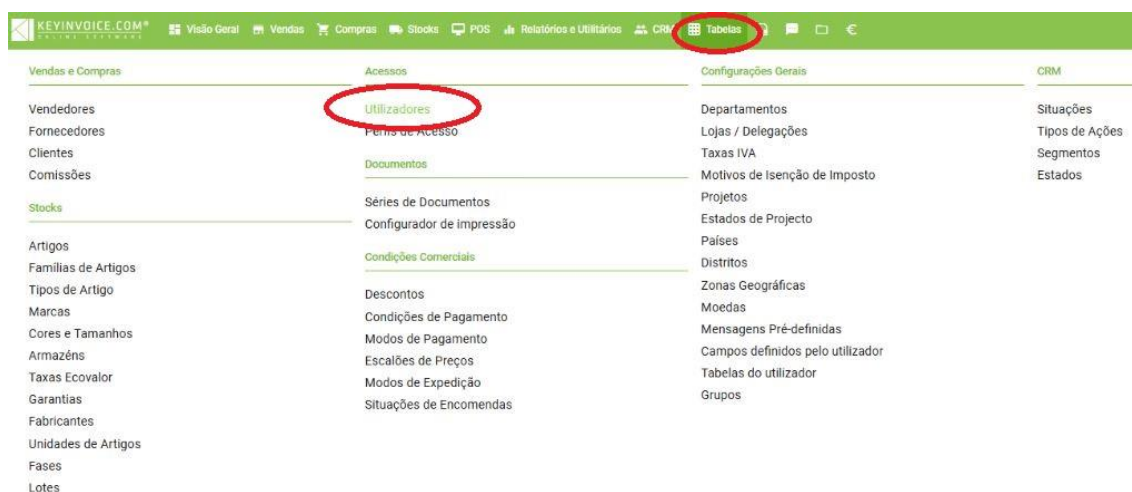 KEYINVOICE.COM®
ONLINE SOFTWARE
Visão Geral Vendas Compras Stocks POS Relatórios e Utilitários CRM Tabelas
Vendas e Compras
Vendedores
Fornecedores
Clientes
Comissões
Stocks
Artigos
Famílias de Artigos
Tipos de Artigo
Marcas
Cores e Tamanhos
Armazéns
Taxas Ecovalor
Garantias
Fabricantes
Unidades de Artigos
Fases
Lotes
Acessos
Utilizadores
Perfis de Acesso
Documentos
Séries de Documentos
Configurador de impressão
Condições Comerciais
Descontos
Condições de Pagamento
Modos de Pagamento
Escalões de Preços
Modos de Expedição
Situações de Encomendas
Configurações Gerais
Departamentos
Lojas / Delegações
Taxas IVA
Motivos de Isenção de Imposto
Projetos
Estados de Projecto
Países
Distritos
Zonas Geográficas
Moedas
Mensagens Pré-definidas
Campos definidos pelo utilizador
Tabelas do utilizador
Grupos
CRM
Situações
Tipos de Ações
Segmentos
Estados